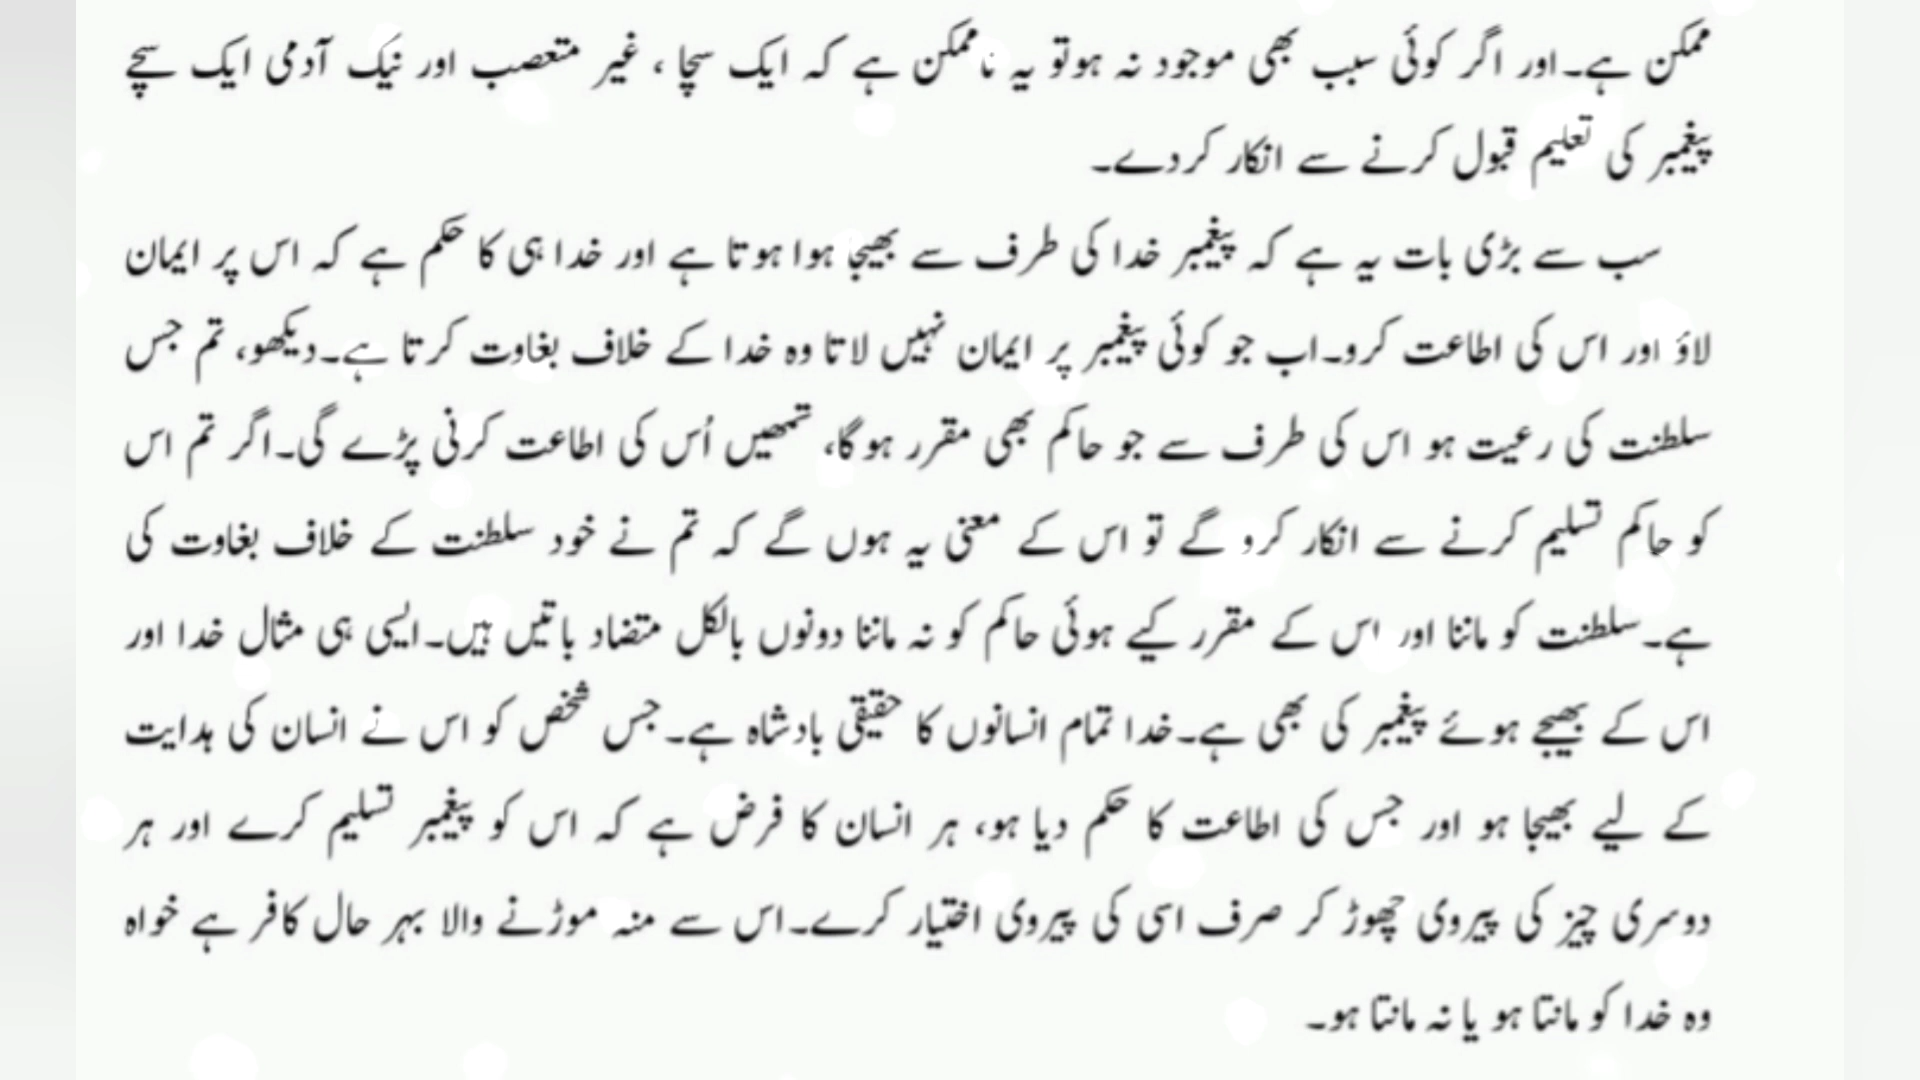 ممکن ہے۔اور اگر کوئی سبب بھی موجود نہ ہوتو یہ ناممکن ہے کہ ایک سچا ، غیر متعصب اور نیک آدمی ایک سچے
پیغمبر کی تعلیم قبول کرنے سے انکار کردے۔
سب سے بڑی بات یہ ہے کہ پیغمبر خدا کی طرف سے بھیجا ہوا ہوتا ہے اور خدا ہی کا حکم ہے کہ اس پر ایمان
لاؤ اور اس کی اطاعت کرو۔اب جو کوئی پیغمبر پر ایمان نہیں لاتا وہ خدا کے خلاف بغاوت کرتا ہے۔دیکھو، تم جس
سلطنت کی رعیت ہو اس کی طرف سے جو حاکم بھی مقرر ہوگا، تمھیں اُس کی اطاعت کرنی پڑے گی۔اگر تم اس
کو حاکم تسلیم کرنے سے انکار کرو گے تو اس کے معنی یہ ہوں گے کہ تم نے خود سلطنت کے خلاف بغاوت کی
ہے۔سلطنت کو ماننا اور اس کے مقرر کیے ہوئی حاکم کو نہ ماننا دونوں بالکل متضاد باتیں ہیں۔ایسی ہی مثال خدا اور
اس کے بھیجے ہوئے پیغمبر کی بھی ہے۔خدا تمام انسانوں کا حقیقی بادشاہ ہے۔جس شخص کو اس نے انسان کی ہدایت
کے لیے بھیجا ہو اور جس کی اطاعت کا حکم دیا ہو، ہر انسان کا فرض ہے کہ اس کو پیغمبر تسلیم کرے اور ہر
دوسری چیز کی پیروی چھوڑ کر صرف اسی کی پیروی اختیار کرے۔اس سے منہ موڑنے والا بہر حال کافر ہے خواہ
وہ خدا کو مانتا ہو یا نہ مانتا ہو۔